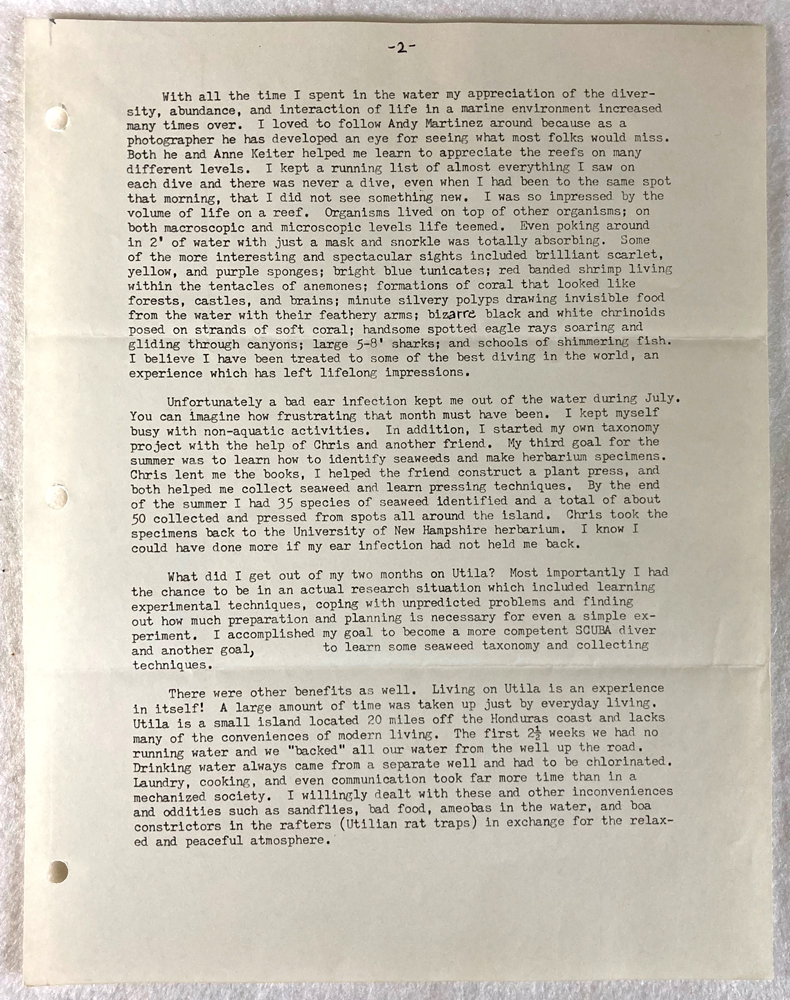 -2-
With all the time I spent in the water my appreciation of the diver-
sity, abundance, and interaction of life in a marine environment increased
many times over. I loved to follow Andy Martinez around because as a
photographer he has developed an eye for seeing what most folks would miss.
Both he and Anne Keiter helped me learn to appreciate the reefs on many
different levels. I kept a running list of almost everything I saw on
each dive and there was never a dive, even when I had been to the same spot
that morning, that I did not see something new. I was so impressed by the
volume of life on a reef. Organisms lived on top of other organisms; on
both macroscopic and microscopic levels life teemed. Even poking around
in 2' of water with just a mask and snorkle was totally absorbing. Some
of the more interesting and spectacular sights included brilliant scarlet,
yellow, and purple sponges; bright blue tunicates; red banded shrimp living
within the tentacles of anemones; formations of coral that looked like
forests, castles, and brains; minute silvery polyps drawing invisible food
from the water with their feathery arms; bizarre black and white chrinoids
posed on strands of soft coral; handsome spotted eagle rays soaring and
gliding through canyons; large 5-8' sharks; and schools of shimmering fish.
I believe I have been treated to some of the best diving in the world, an
experience which has left lifelong impressions.
Unfortunately a bad ear infection kept me out of the water during July.
You can imagine how frustrating that month must have been. I kept myself
busy with non-aquatic activities. In addition, I started my own taxonomy
project with the help of Chris and another friend. My third goal for the
summer was to learn how to identify seaweeds and make herbarium specimens.
Chris lent me the books, I helped the friend construct a plant press, and
both helped me collect seaweed and learn pressing techniques. By the end
of the summer I had 35 species of seaweed identified and a total of about
50 collected and pressed from spots all around the island. Chris took the
specimens back to the University of New Hampshire herbarium. I know I
could have done more if my ear infection had not held me back.
What did I get out of my two months on Utila? Most importantly I had
the chance to be in an actual research situation which included learning
experimental techniques, coping with unpredicted problems and finding
out how much preparation and planning is necessary for even a simple ex-
periment. I accomplished my goal to become a more competent SCUBA diver
and another goal, to learn some seaweed taxonomy and collecting
techniques.
There were other benefits as well. Living on Utila is an experience
in itself! A large amount of time was taken up just by everyday living.
Utila is a small island located 20 miles off the Honduras coast and lacks
many of the conveniences of modern living. The first 2½ weeks we had no
running water and we "backed" all our water from the well up the road.
Drinking water always came from a separate well and had to be chlorinated.
Laundry, cooking, and even communication took far more time than in a
mechanized society. I willingly dealt with these and other inconveniences
and oddities such as sandflies, bad food, ameobas in the water, and boa
constrictors in the rafters (Utilian rat traps) in exchange for the relax-
ed and peaceful atmosphere.